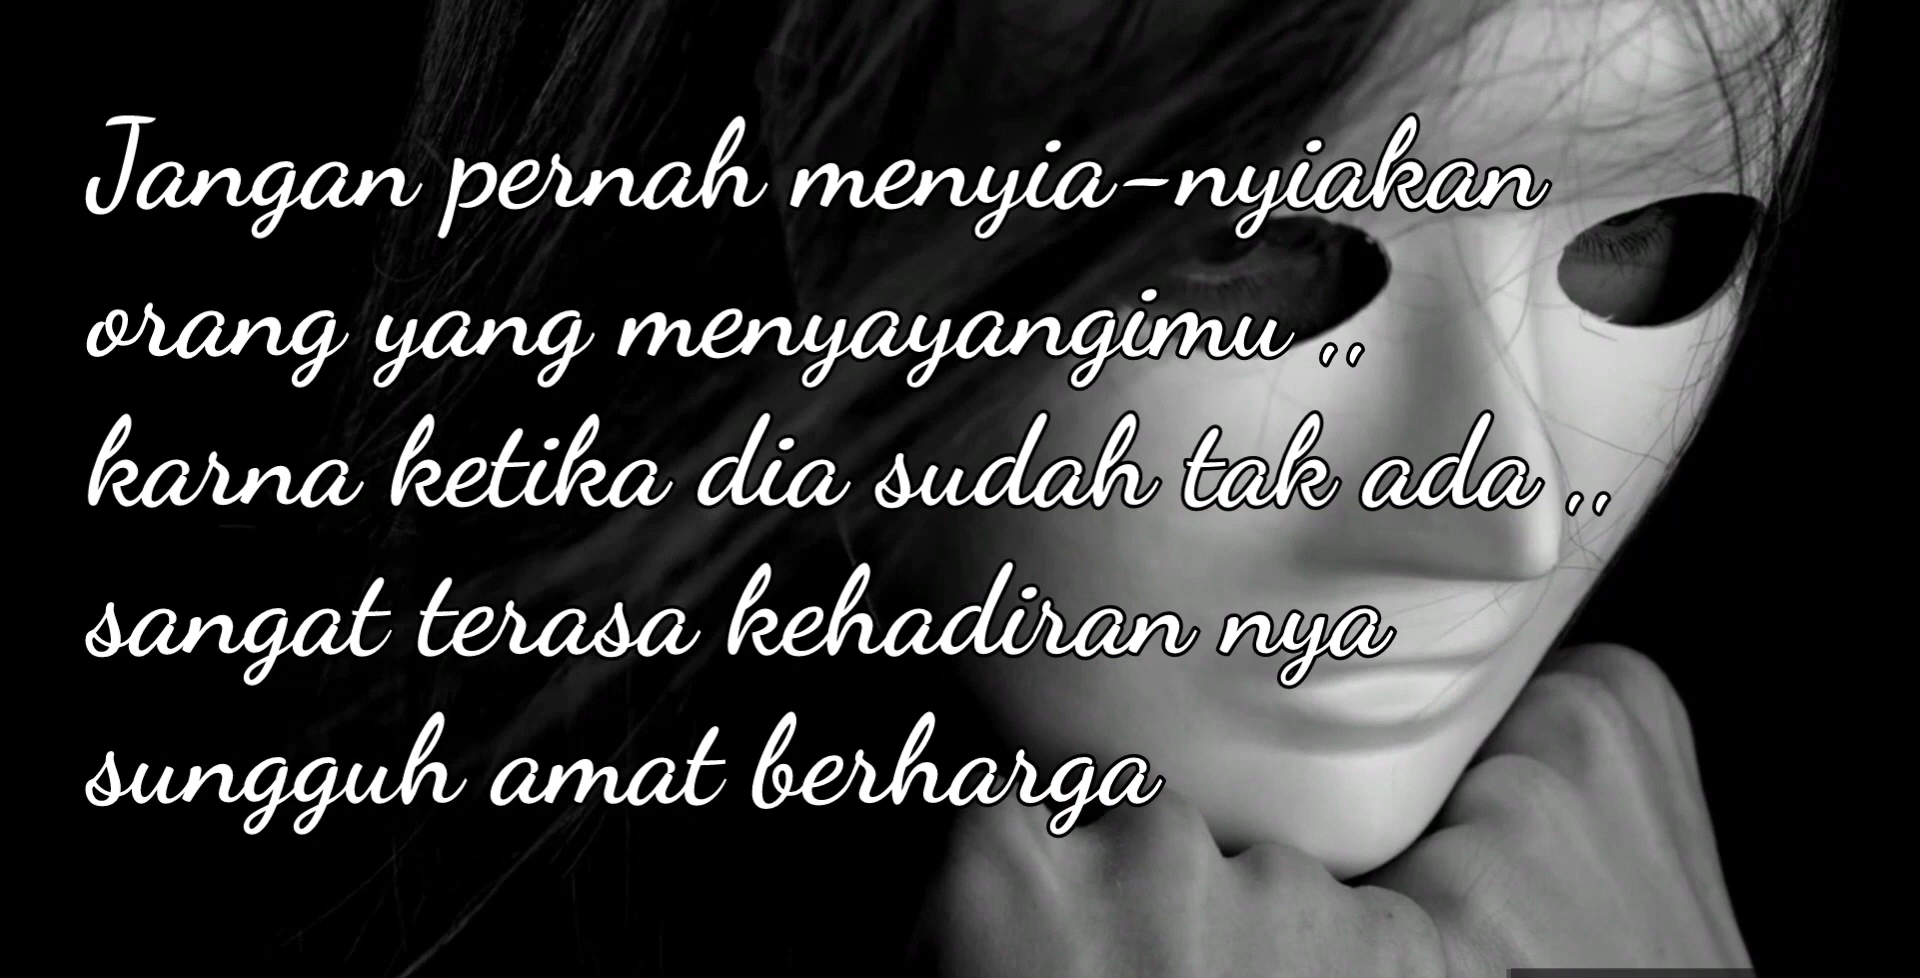 Jangan pernah menyia-nyiakan
orang yang menyayangimu ,,
karna ketika dia sudah tak ada ,,
sangat terasa kehadiran nya
sungguh amat berharga